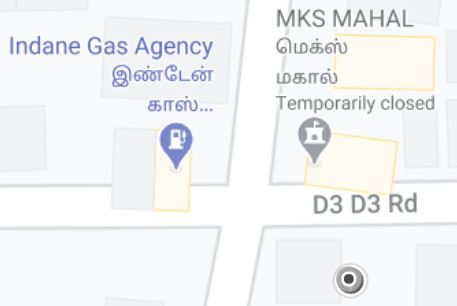 MKS MAHAL
மெக்ஸ்
மகால்
Temporarily closed
Indane Gas Agency
இண்டேன்
காஸ்...
D3 D3 Rd